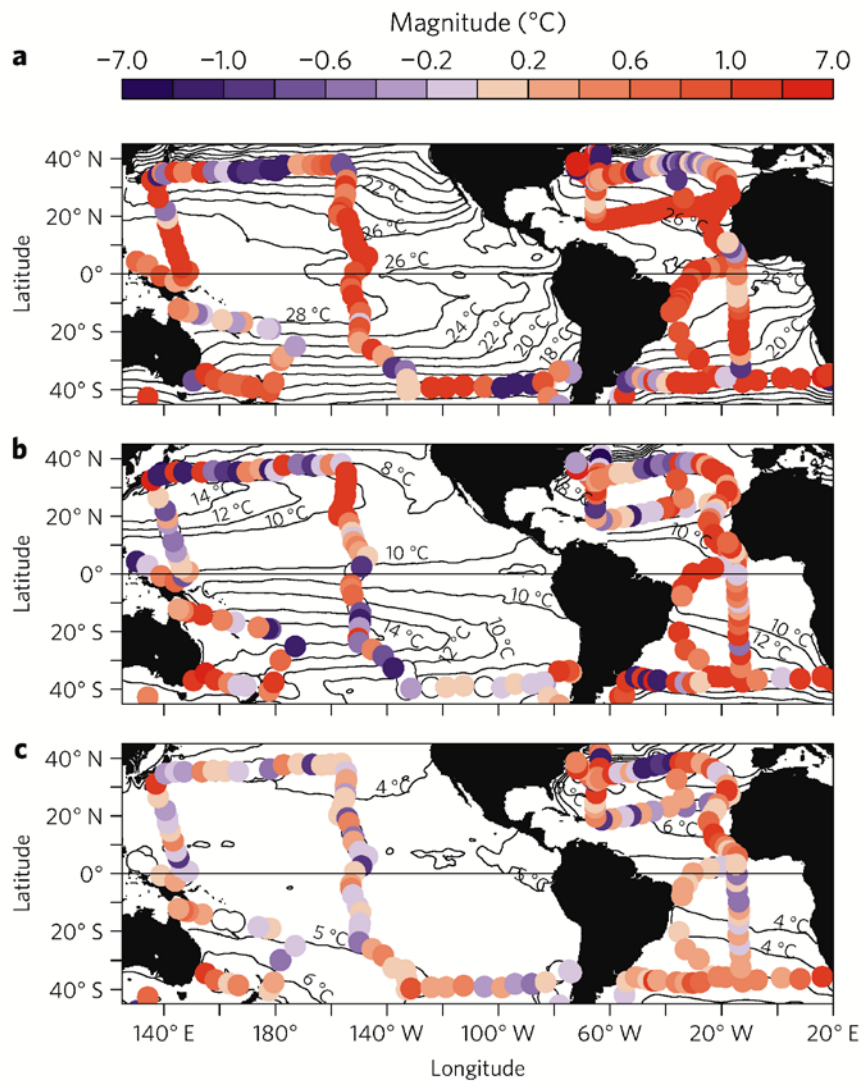 Magnitude (°C)
a
−7.0 −1.0 −0.6 −0.2 0.2 0.6 1.0 7.0
40° N
20° N
0°
20° S
40° S
Latitude
22 °C
26 °C
26 °C
28 °C
24 °C
22 °C
20 °C
18 °C
26 °C
26 °C
20 °C
b
40° N
20° N
0°
20° S
40° S
Latitude
14 °C
12 °C
10 °C
8 °C
10 °C
10 °C
14 °C
12 °C
10 °C
10 °C
10 °C
12 °C
c
40° N
20° N
0°
20° S
40° S
Latitude
4 °C
5 °C
6 °C
6 °C
4 °C
4 °C
140° E 180° 140° W 100° W 60° W 20° W 20° E
Longitude